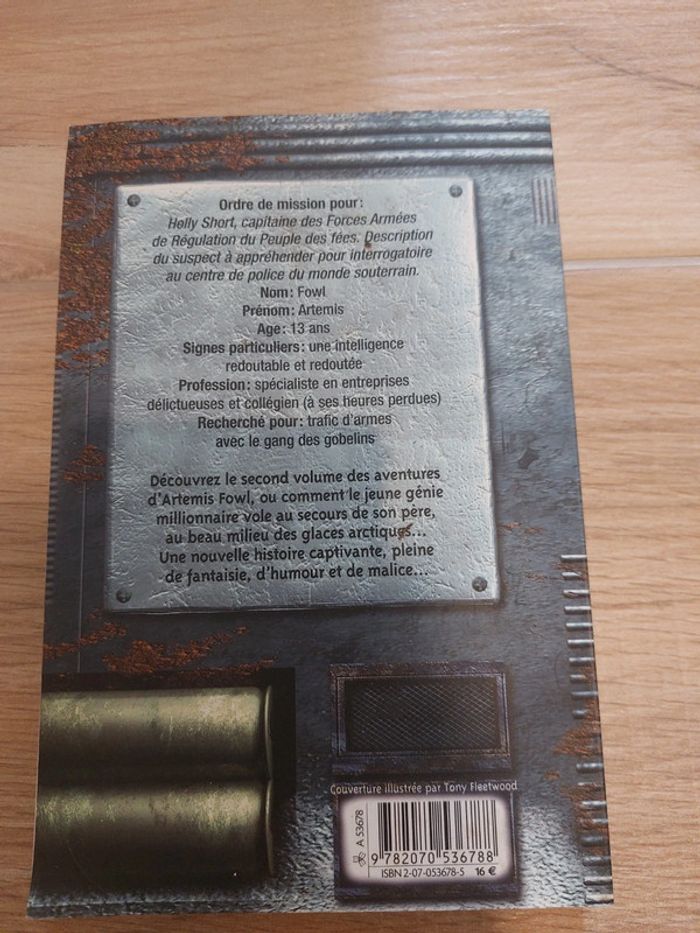 Ordre de mission pour :
Holly Short, capitaine des Forces Armées
de Régulation du Peuple des fées. Description
du suspect à appréhender pour interrogatoire
au centre de police du monde souterrain.
Nom : Fowl
Prénom : Artemis
Age : 13 ans
Signes particuliers : une intelligence
redoutable et redoutée
Profession : spécialiste en entreprises
délictueuses et collégien (à ses heures perdues)
Recherché pour : trafic d'armes
avec le gang des gobelins
Découvrez le second volume des aventures
d'Artemis Fowl, ou comment le jeune génie
millionnaire vole au secours de son père,
au beau milieu des glaces arctiques...
Une nouvelle histoire captivante, pleine
de fantaisie, d'humour et de malice...
Couverture illustrée par Tony Fleetwood
A 53678
9 782070 536788
ISBN 2-07-053678-5 16 €